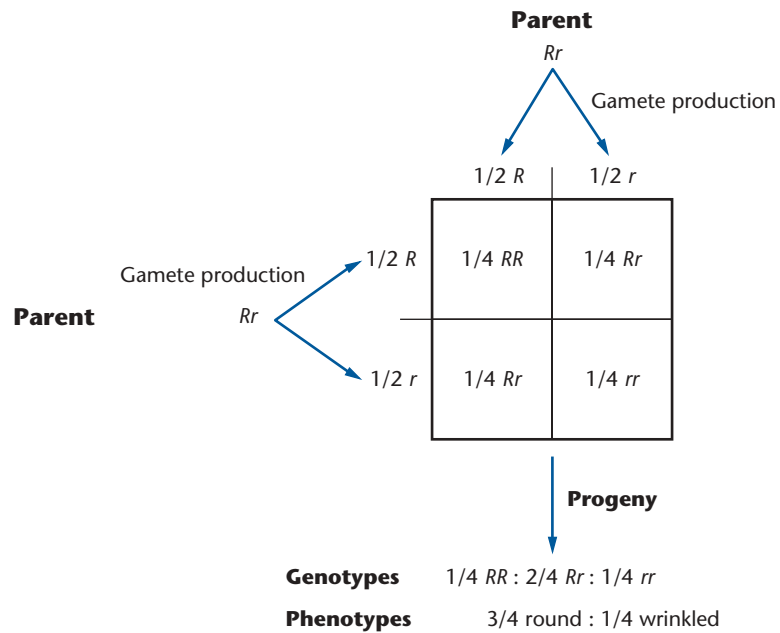 Parent
Rr
Gamete production
1/2 R
1/2 r
1/2 R
1/4 RR
1/4 Rr
Gamete production
Parent
Rr
1/2 r
1/4 Rr
1/4 rr
Progeny
Genotypes 1/4 RR : 2/4 Rr : 1/4 rr
Phenotypes 3/4 round : 1/4 wrinkled